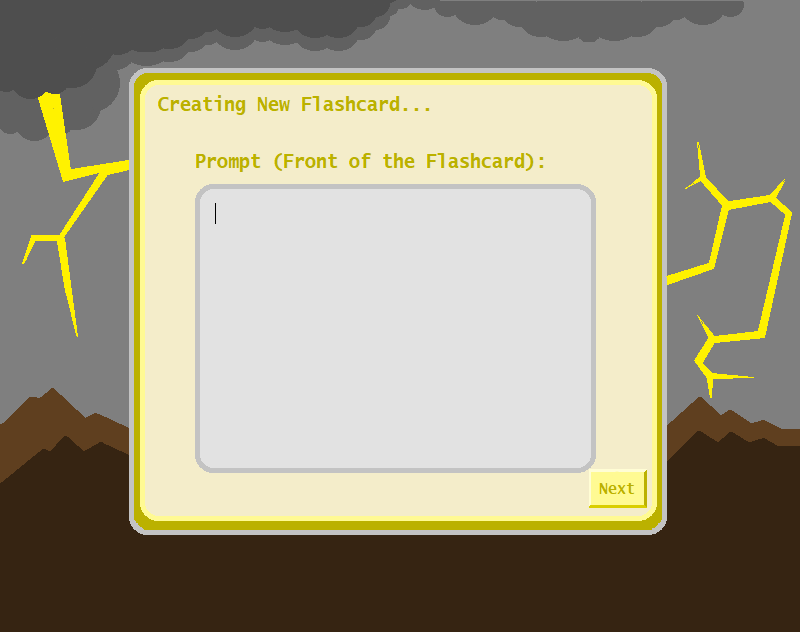 Creating New Flashcard...
Prompt (Front of the Flashcard):
Next